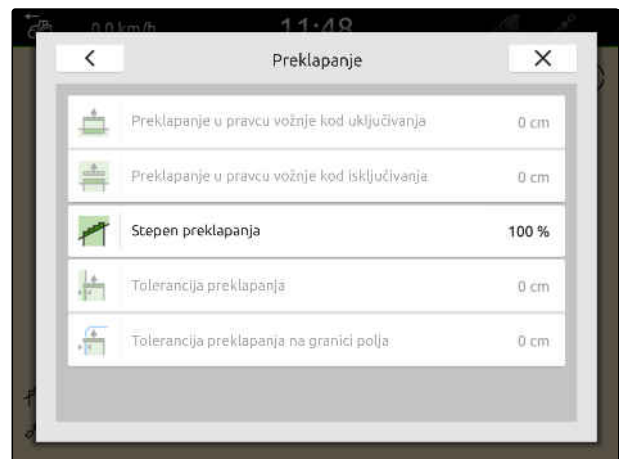 0.0 km/h 11:48
Preklapanje
Preklapanje u pravcu vožnje kod uključivanja 0 cm
Preklapanje u pravcu vožnje kod isključivanja 0 cm
Stepen preklapanja 100 %
Tolerancija preklapanja 0 cm
Tolerancija preklapanja na granici polja 0 cm